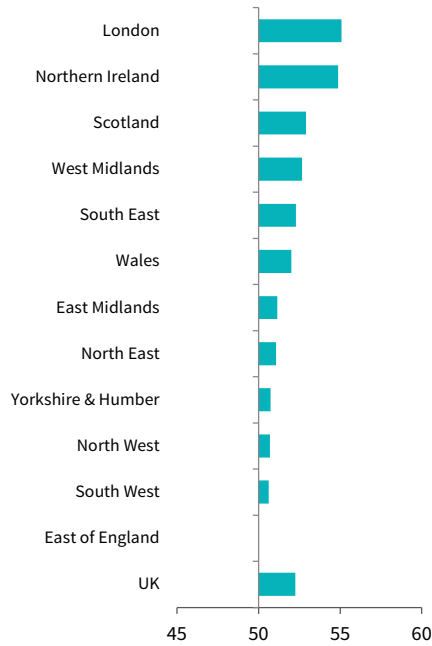 London
Northern Ireland
Scotland
West Midlands
South East
Wales
East Midlands
North East
Yorkshire & Humber
North West
South West
East of England
UK
45 50 55 60